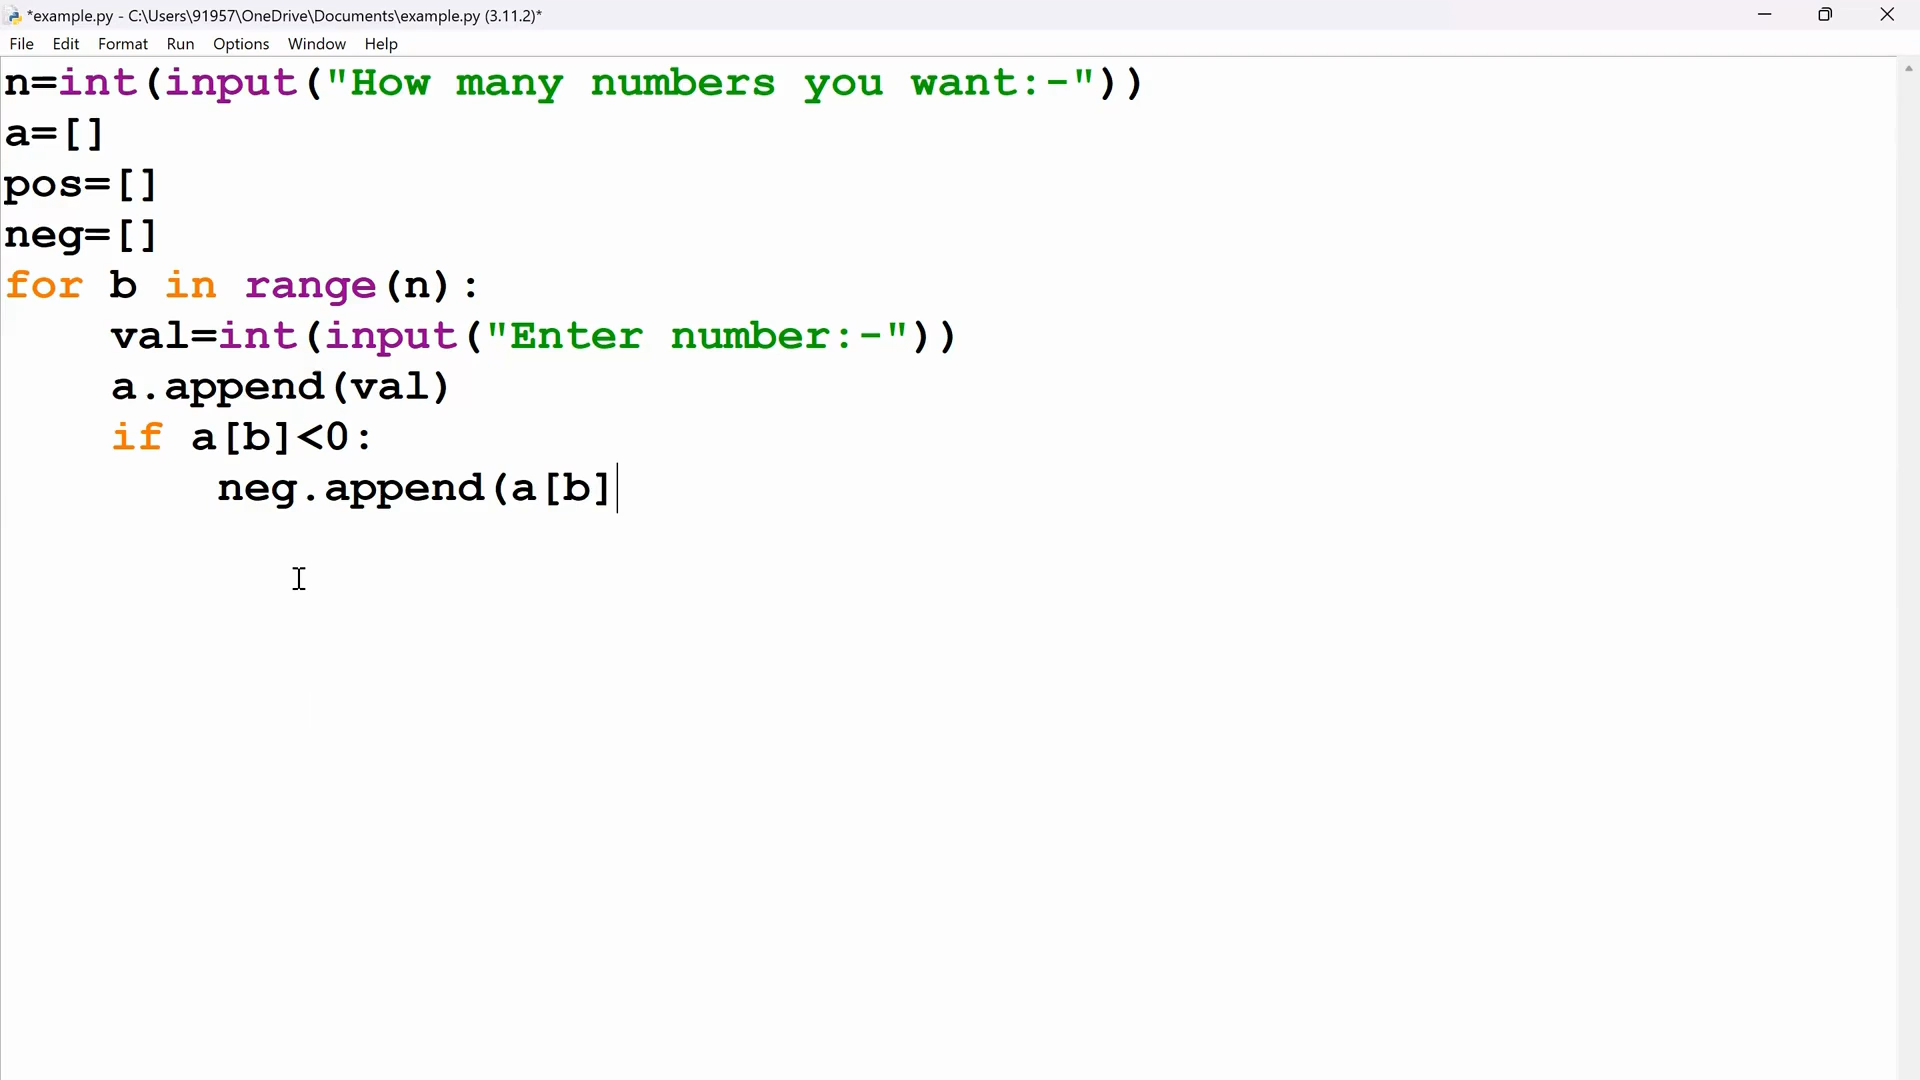 *example.py - C:\Users\91957\OneDrive\Documents\example.py (3.11.2)*
File Edit Format Run Options Window Help
n=int(input("How many numbers you want:-"))
a=[]
pos=[]
neg=[]
for b in range(n):
    val=int(input("Enter number:-"))
    a.append(val)
    if a[b]<0:
        neg.append(a[b]